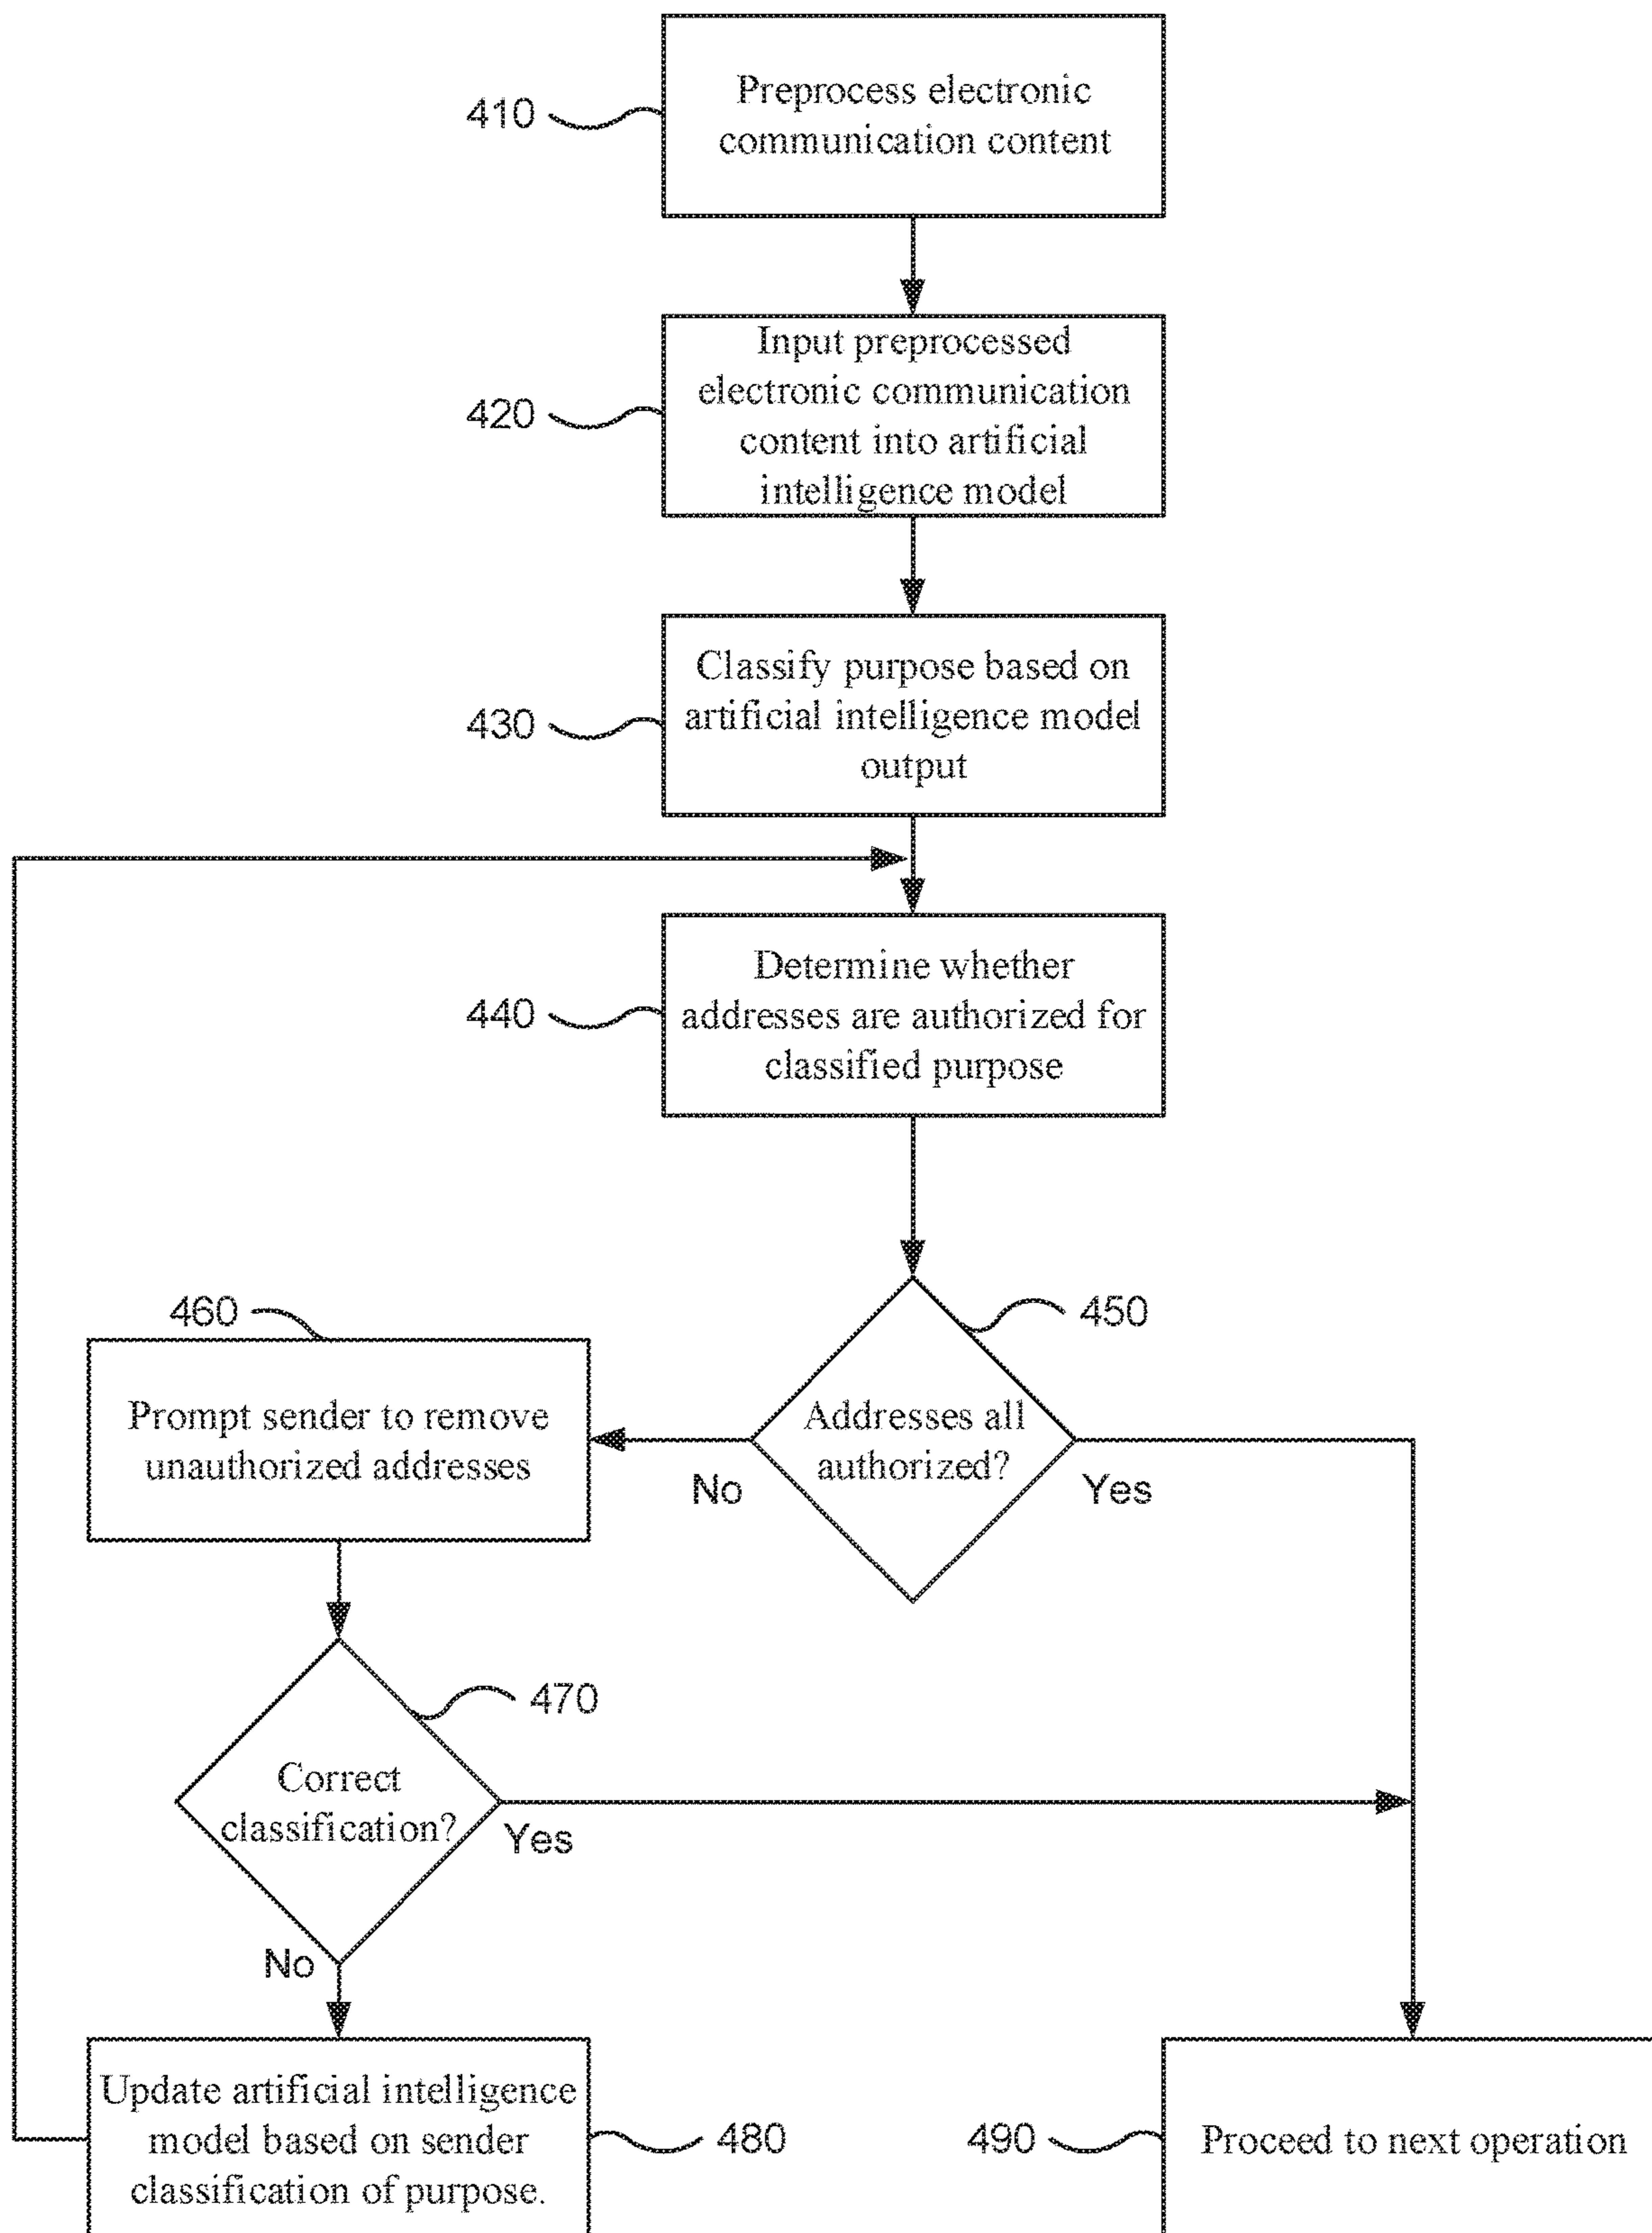 Preprocess electronic
communication content
410
Input preprocessed
electronic communication
content into artificial
intelligence model
420
Classify purpose based on
artificial intelligence model
output
430
Determine whether
addresses are authorized for
classified purpose
440
460
450
Prompt sender to remove
unauthorized addresses
Addresses all
authorized?
No
Yes
470
Correct
classification?
Yes
No
Update artificial intelligence
model based on sender
classification of purpose.
480
490
Proceed to next operation